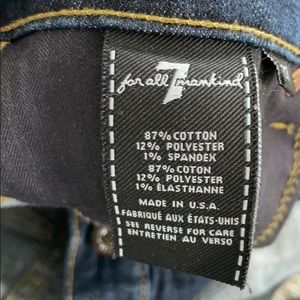 7
for all mankind
87% COTTON
12% POLYESTER
1% SPANDEX
87% COTON
12% POLYESTER
1% ÉLASTHANNE
MADE IN U.S.A.
FABRIQUÉ AUX ÉTATS-UNIS
SEE REVERSE FOR CARE
ENTRETIEN AU VERSO